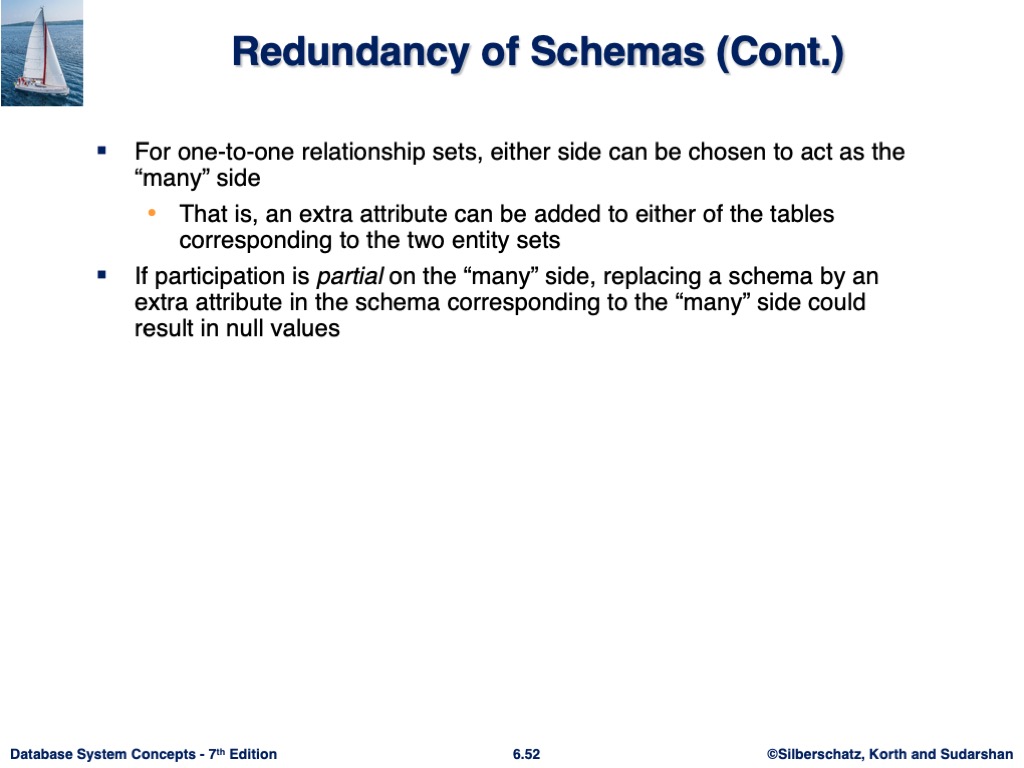 Redundancy of Schemas (Cont.)
▪ For one-to-one relationship sets, either side can be chosen to act as the
“many” side
• That is, an extra attribute can be added to either of the tables
corresponding to the two entity sets
▪ If participation is partial on the “many” side, replacing a schema by an
extra attribute in the schema corresponding to the “many” side could
result in null values
Database System Concepts - 7th Edition
6.52
©Silberschatz, Korth and Sudarshan